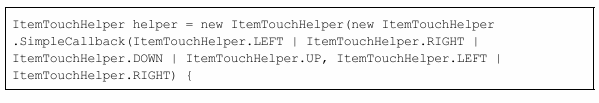 ItemTouchHelper helper = new ItemTouchHelper(new ItemTouchHelper
.SimpleCallback(ItemTouchHelper.LEFT | ItemTouchHelper.RIGHT |
ItemTouchHelper.DOWN | ItemTouchHelper.UP, ItemTouchHelper.LEFT |
ItemTouchHelper.RIGHT) {